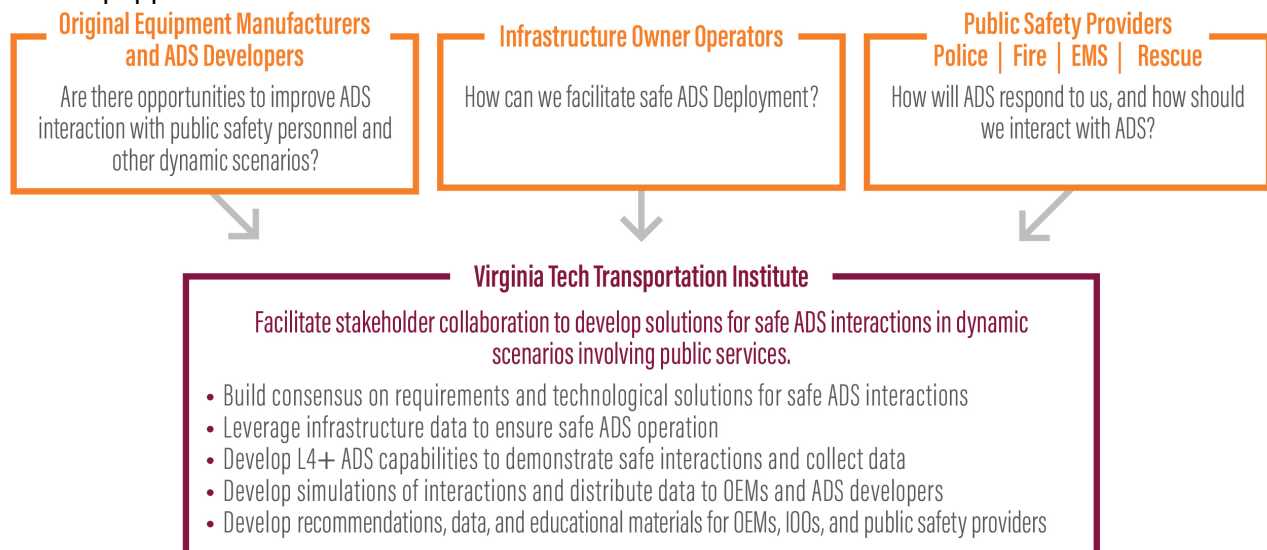 Original Equipment Manufacturers
and ADS Developers
Are there opportunities to improve ADS
interaction with public safety personnel and
other dynamic scenarios?
Infrastructure Owner Operators
How can we facilitate safe ADS Deployment?
Public Safety Providers
Police | Fire | EMS | Rescue
How will ADS respond to us, and how should
we interact with ADS?
Virginia Tech Transportation Institute
Facilitate stakeholder collaboration to develop solutions for safe ADS interactions in dynamic
scenarios involving public services.
• Build consensus on requirements and technological solutions for safe ADS interactions
• Leverage infrastructure data to ensure safe ADS operation
• Develop L4+ ADS capabilities to demonstrate safe interactions and collect data
• Develop simulations of interactions and distribute data to OEMs and ADS developers
• Develop recommendations, data, and educational materials for OEMs, IOOs, and public safety providers